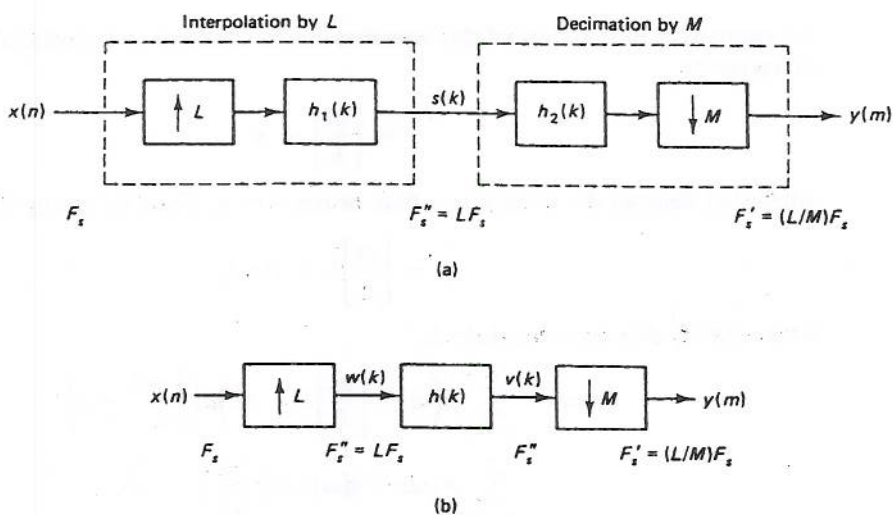 Interpolation by L Decimation by M
x(n) ↑ L h₁(k) s(k) h₂(k) ↓ M y(m)
Fₛ Fₛ″ = LFₛ Fₛ′ = (L/M)Fₛ
(a)
x(n) ↑ L w(k) h(k) v(k) ↓ M y(m)
Fₛ Fₛ″ = LFₛ Fₛ″ Fₛ′ = (L/M)Fₛ
(b)